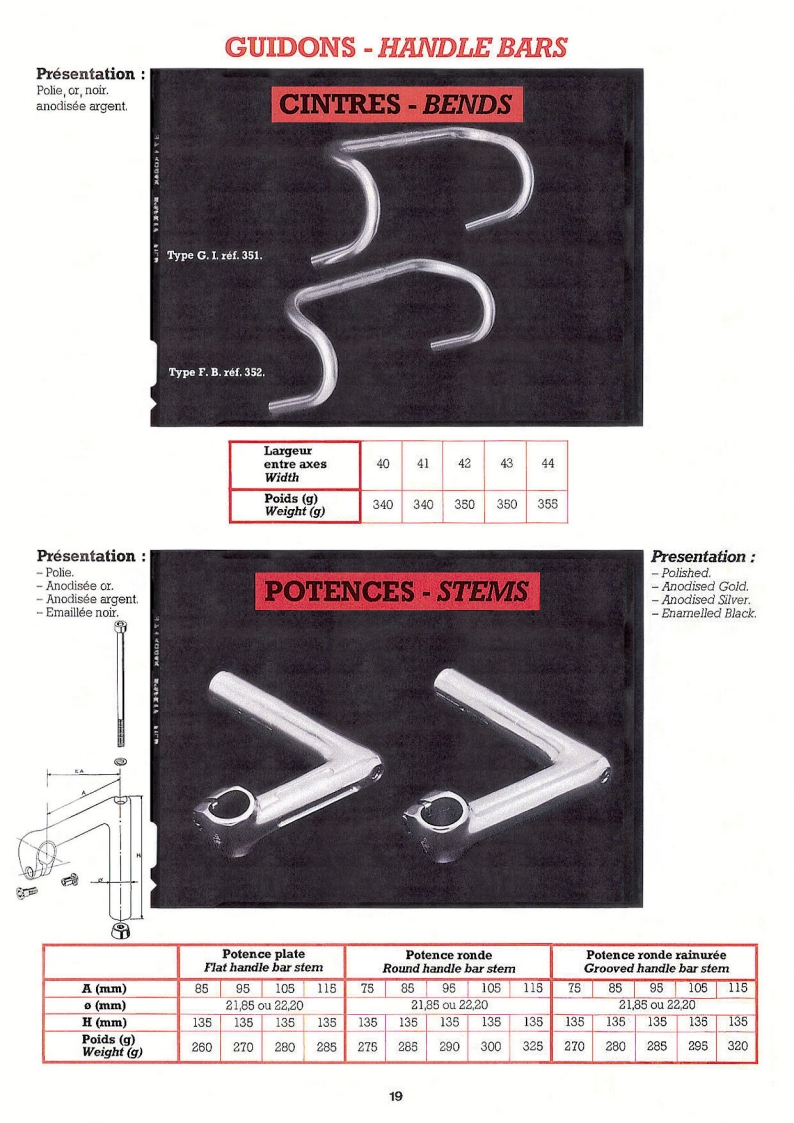 GUIDONS - HANDLE BARS
Présentation :
Polie, or, noir.
anodisée argent.
CINTRES - BENDS
Type G. I. réf. 351.
Type F. B. réf. 352.
Largeur
entre axes
Width
40 41 42 43 44
Poids (g)
Weight (g)
340 340 350 350 355
Présentation :
– Polie.
– Anodisée or.
– Anodisée argent.
– Emaillée noir.
POTENCES - STEMS
Presentation :
– Polished.
– Anodised Gold.
– Anodised Silver.
– Enamelled Black.
A
H
ø
Potence plate
Flat handle bar stem
Potence ronde
Round handle bar stem
Potence ronde rainurée
Grooved handle bar stem
A (mm) 85 95 105 115 75 85 95 105 115 75 85 95 105 115
ø (mm) 21,85 ou 22,20 21,85 ou 22,20 21,85 ou 22,20
H (mm) 135 135 135 135 135 135 135 135 135 135 135 135 135 135
Poids (g)
Weight (g)
260 270 280 285 275 285 290 300 325 270 280 285 295 320
19